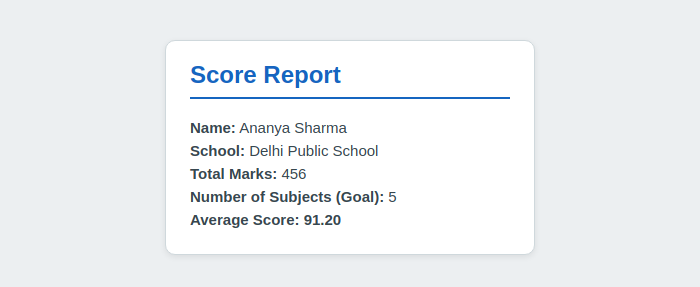 Score Report
Name: Ananya Sharma
School: Delhi Public School
Total Marks: 456
Number of Subjects (Goal): 5
Average Score: 91.20